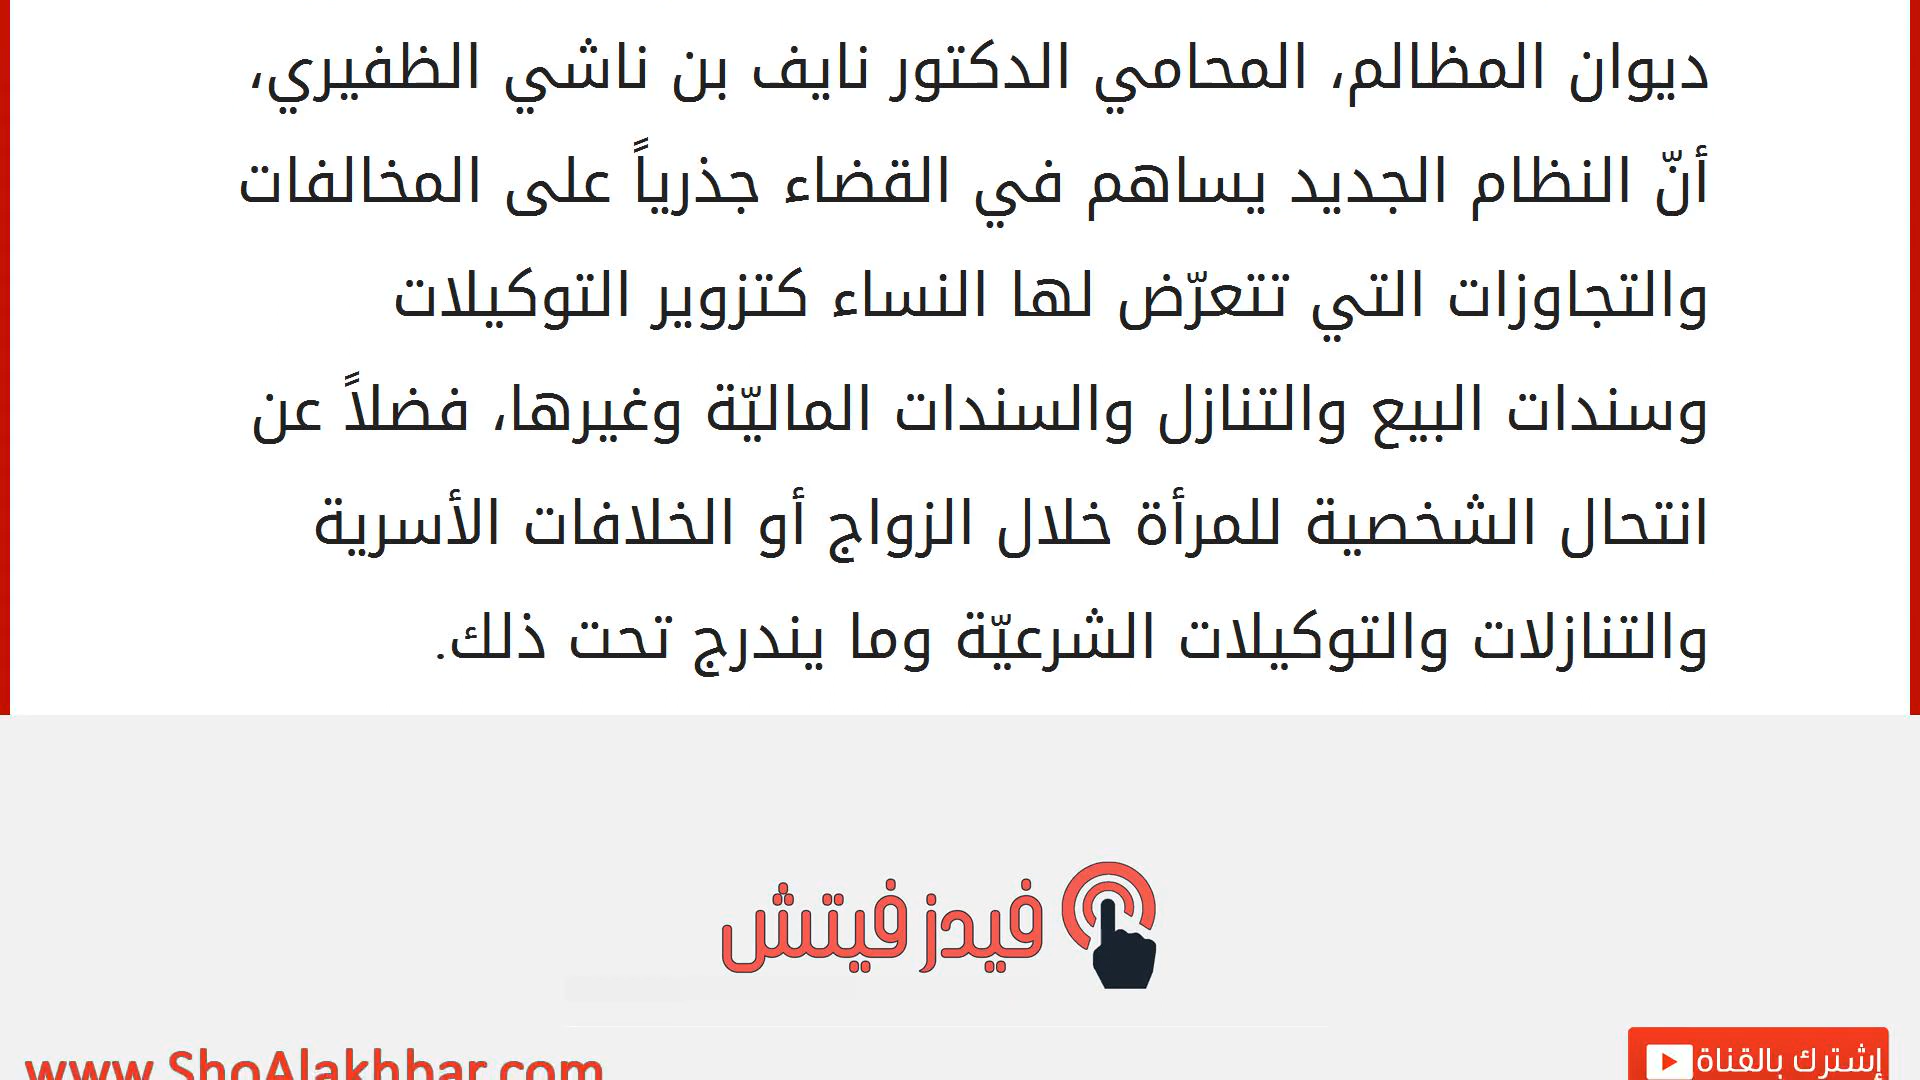 ديوان المظالم، المحامي الدكتور نايف بن ناشي الظفيري،
أنّ النظام الجديد يساهم في القضاء جذرياً على المخالفات
والتجاوزات التي تتعرّض لها النساء كتزوير التوكيلات
وسندات البيع والتنازل والسندات الماليّة وغيرها، فضلاً عن
انتحال الشخصية للمرأة خلال الزواج أو الخلافات الأسرية
والتنازلات والتوكيلات الشرعيّة وما يندرج تحت ذلك.
فيدز فيتش
www.ShoAlakhbar.com
إشترك بالقناة